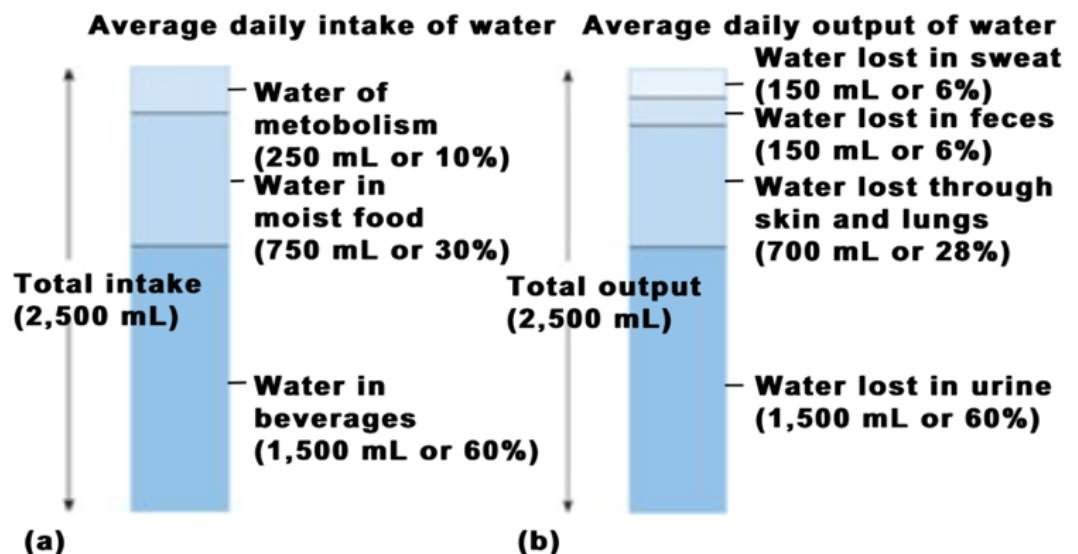 Average daily intake of water
Water of
metobolism
(250 mL or 10%)
Water in
moist food
(750 mL or 30%)
Total intake
(2,500 mL)
Water in
beverages
(1,500 mL or 60%)
(a)
Average daily output of water
Water lost in sweat
(150 mL or 6%)
Water lost in feces
(150 mL or 6%)
Water lost through
skin and lungs
(700 mL or 28%)
Total output
(2,500 mL)
Water lost in urine
(1,500 mL or 60%)
(b)